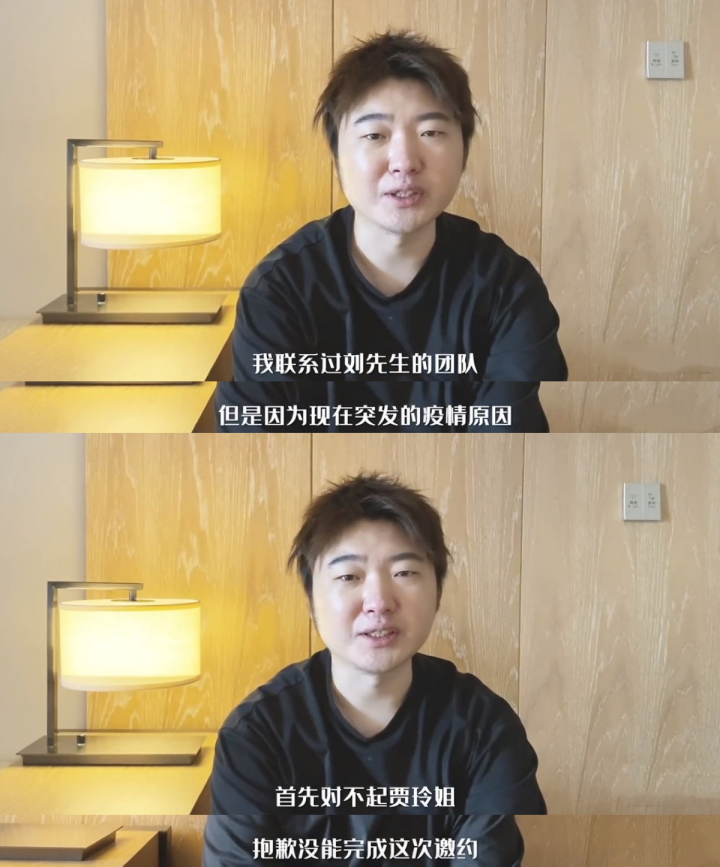 我联系过刘先生的团队
但是因为现在突发的疫情原因
首先对不起贾玲姐
抱歉没能完成这次邀约